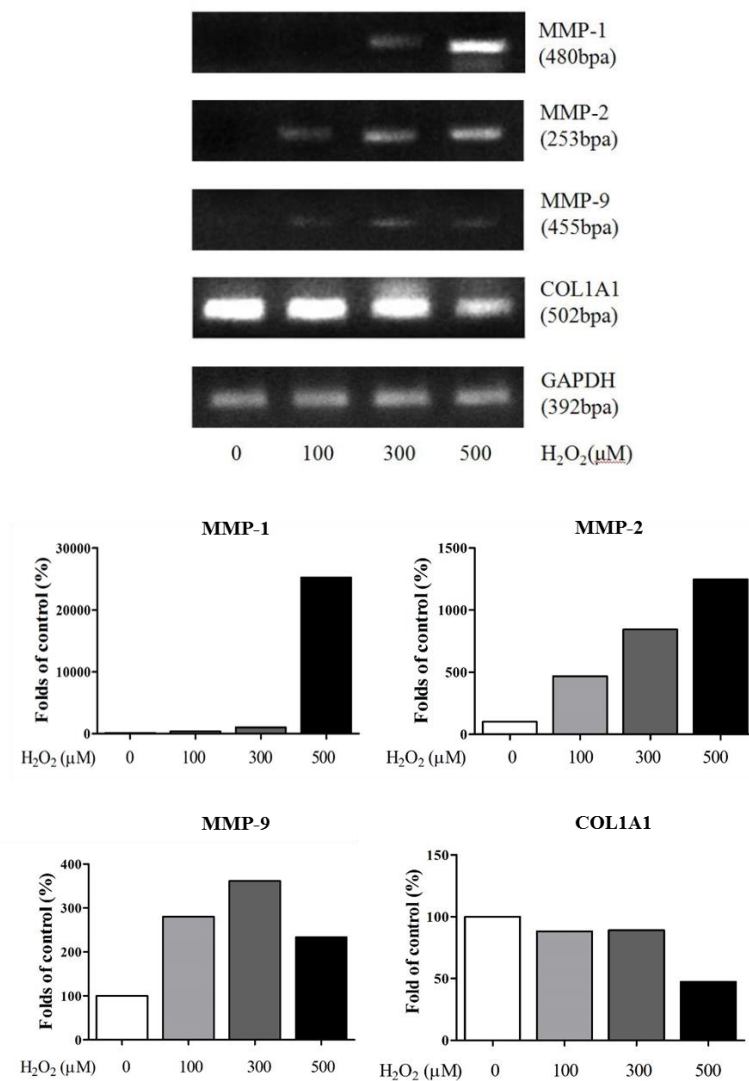 MMP-1
(480bpa)
MMP-2
(253bpa)
MMP-9
(455bpa)
COL1A1
(502bpa)
GAPDH
(392bpa)
0 100 300 500 H₂O₂(μM)
MMP-1
Folds of control (%)
30000
20000
10000
0
H₂O₂ (μM) 0 100 300 500
MMP-2
Folds of control (%)
1500
1000
500
0
H₂O₂ (μM) 0 100 300 500
MMP-9
Folds of control (%)
400
300
200
100
0
H₂O₂ (μM) 0 100 300 500
COL1A1
Fold of control (%)
150
100
50
0
H₂O₂ (μM) 0 100 300 500